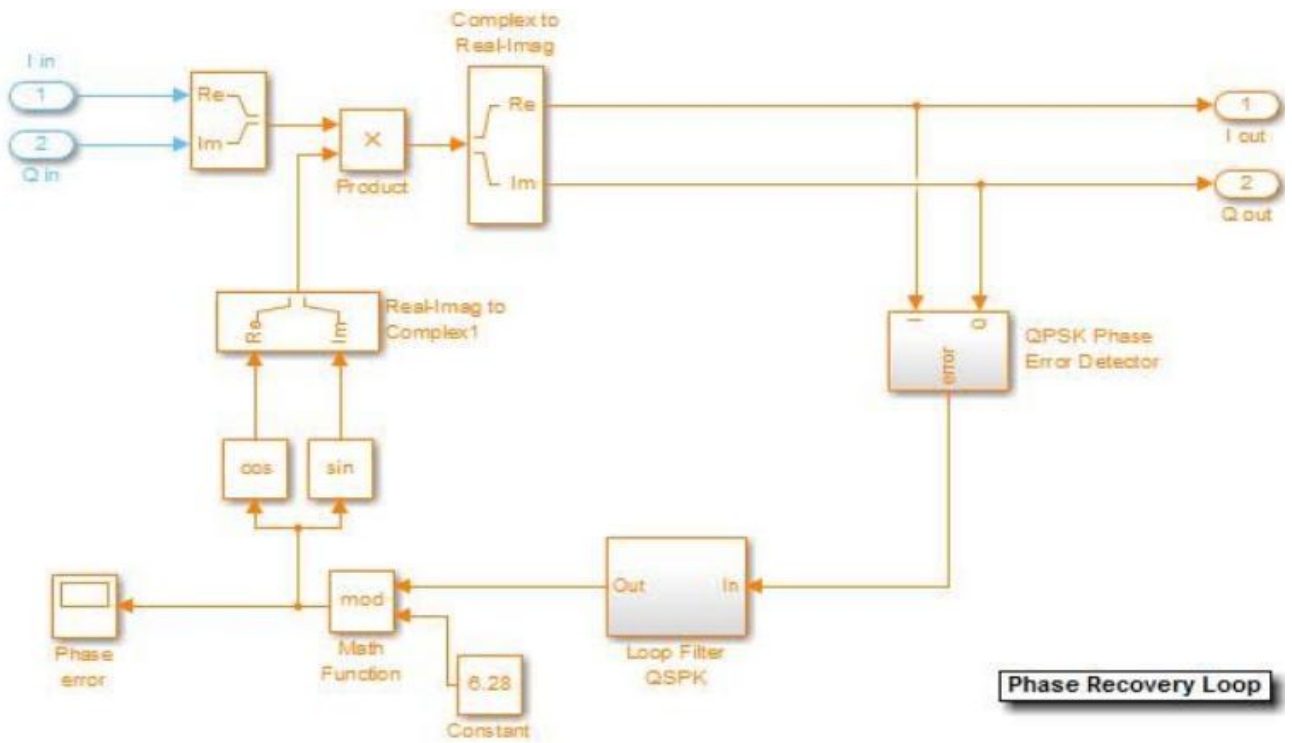 Complex to
Real-Imag
I in
1
Re
Im
2
Q in
×
Product
Re
Im
1
I out
2
Q out
Re
Im
Real-Imag to
Complex1
I
Q
error
QPSK Phase
Error Detector
cos
sin
Phase
error
mod
Math
Function
6.28
Constant
Out
In
Loop Filter
QSPK
Phase Recovery Loop